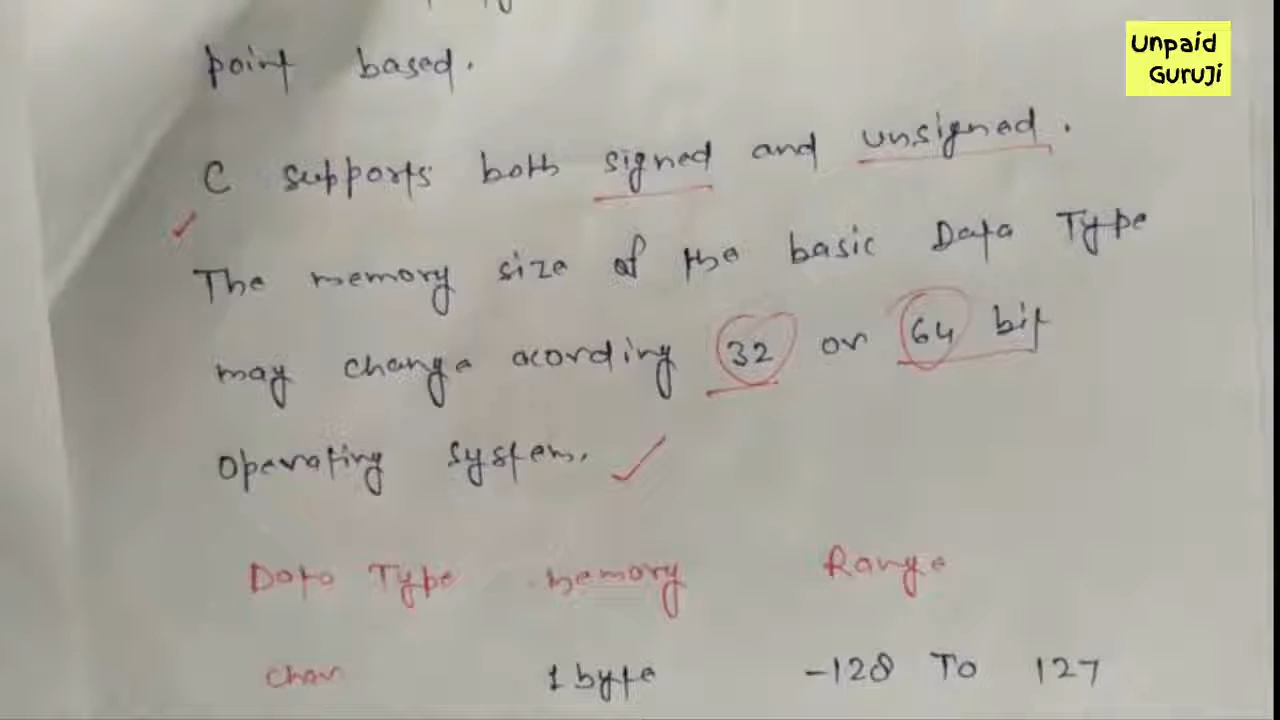 point based.
Unpaid
GuruJi
C supports both signed and unsigned.
The memory size of the basic Data Type
may change acording 32 or 64 bit
operating system.
Data Type memory Range
char 1 byte -128 To 127